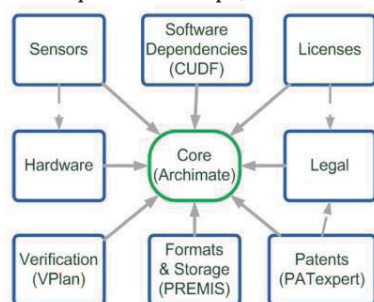 Sensors
Software
Dependencies
(CUDF)
Licenses
Hardware
Core
(Archimate)
Legal
Verification
(VPlan)
Formats
& Storage
(PREMIS)
Patents
(PATexpert)